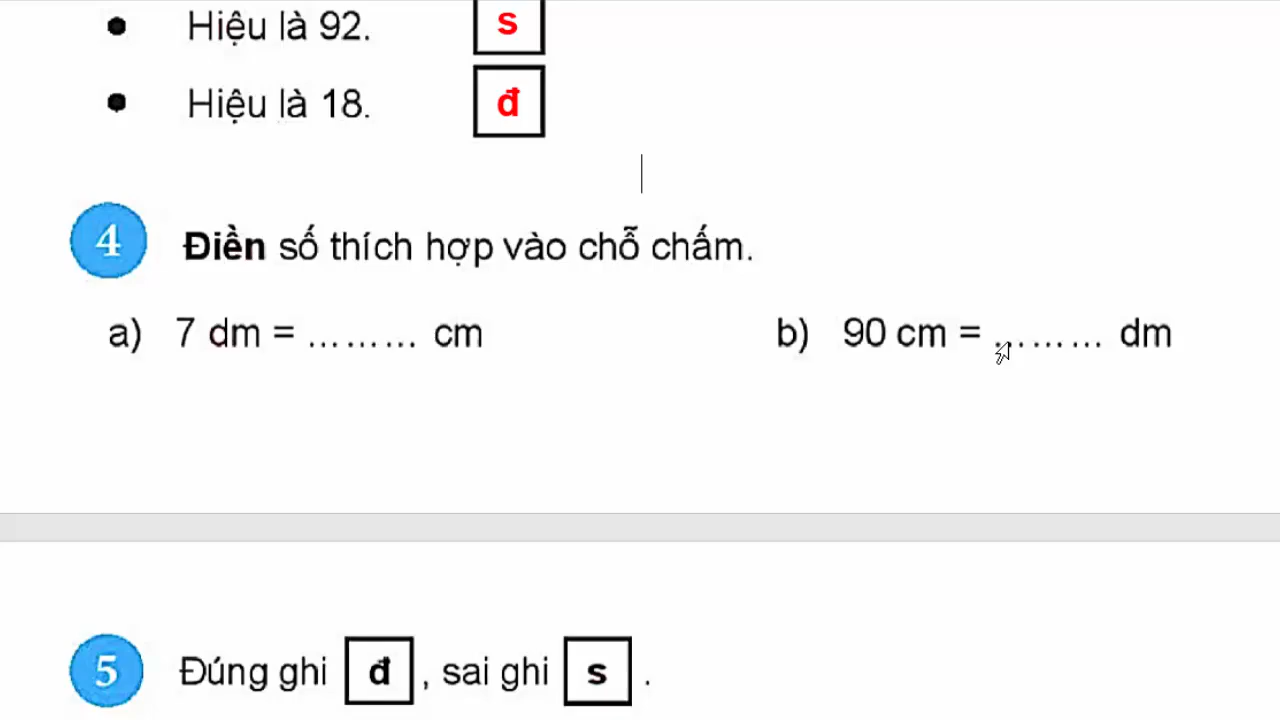 • Hiệu là 92. s
• Hiệu là 18. đ
4 Điền số thích hợp vào chỗ chấm.
a) 7 dm = ......... cm b) 90 cm = ......... dm
5 Đúng ghi đ , sai ghi s .